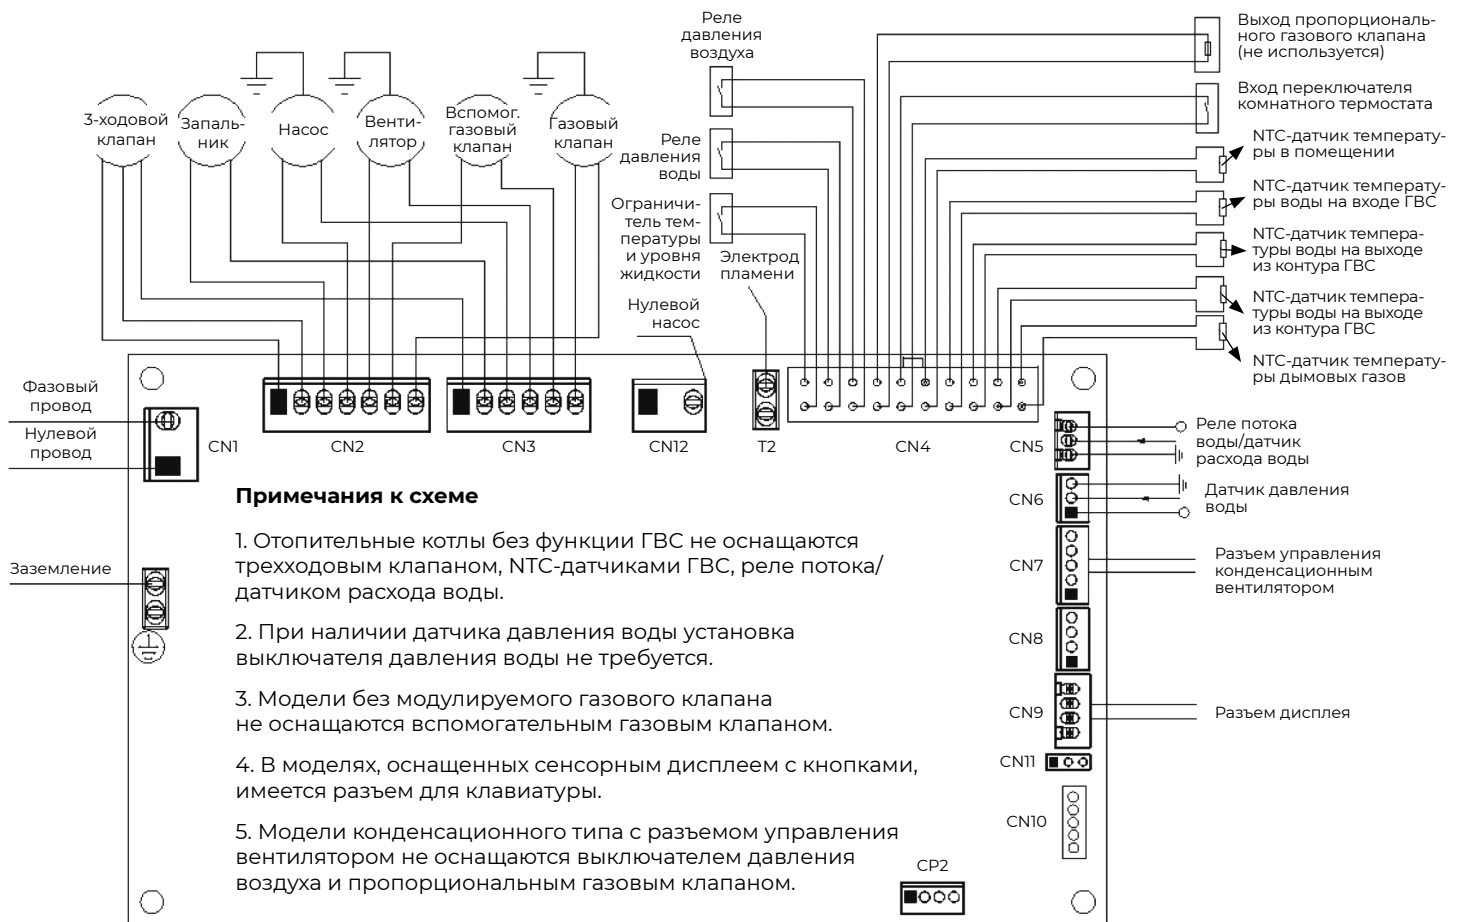 Реле
давления
воздуха
Выход пропорциональ-
ного газового клапана
(не используется)
Вход переключателя
комнатного термостата
3-ходовой
клапан
Запаль-
ник
Насос
Венти-
лятор
Вспомог.
газовый
клапан
Газовый
клапан
Реле
давления
воды
NTC-датчик температу-
ры в помещении
NTC-датчик температу-
ры воды на входе ГВС
Ограничи-
тель тем-
пературы
и уровня
жидкости
Электрод
пламени
NTC-датчик темпера-
туры воды на выходе
из контура ГВС
NTC-датчик темпера-
туры воды на выходе
из контура ГВС
Нулевой
насос
NTC-датчик температу-
ры дымовых газов
Фазовый
провод
Нулевой
провод
CN1
CN2
CN3
CN12
T2
CN4
CN5
Реле потока
воды/датчик
расхода воды
CN6
Датчик давления
воды
Примечания к схеме
1. Отопительные котлы без функции ГВС не оснащаются
трехходовым клапаном, NTC-датчиками ГВС, реле потока/
датчиком расхода воды.
2. При наличии датчика давления воды установка
выключателя давления воды не требуется.
3. Модели без модулируемого газового клапана
не оснащаются вспомогательным газовым клапаном.
4. В моделях, оснащенных сенсорным дисплеем с кнопками,
имеется разъем для клавиатуры.
5. Модели конденсационного типа с разъемом управления
вентилятором не оснащаются выключателем давления
воздуха и пропорциональным газовым клапаном.
Заземление
CN7
Разъем управления
конденсационным
вентилятором
CN8
CN9
Разъем дисплея
CN11
CN10
CP2